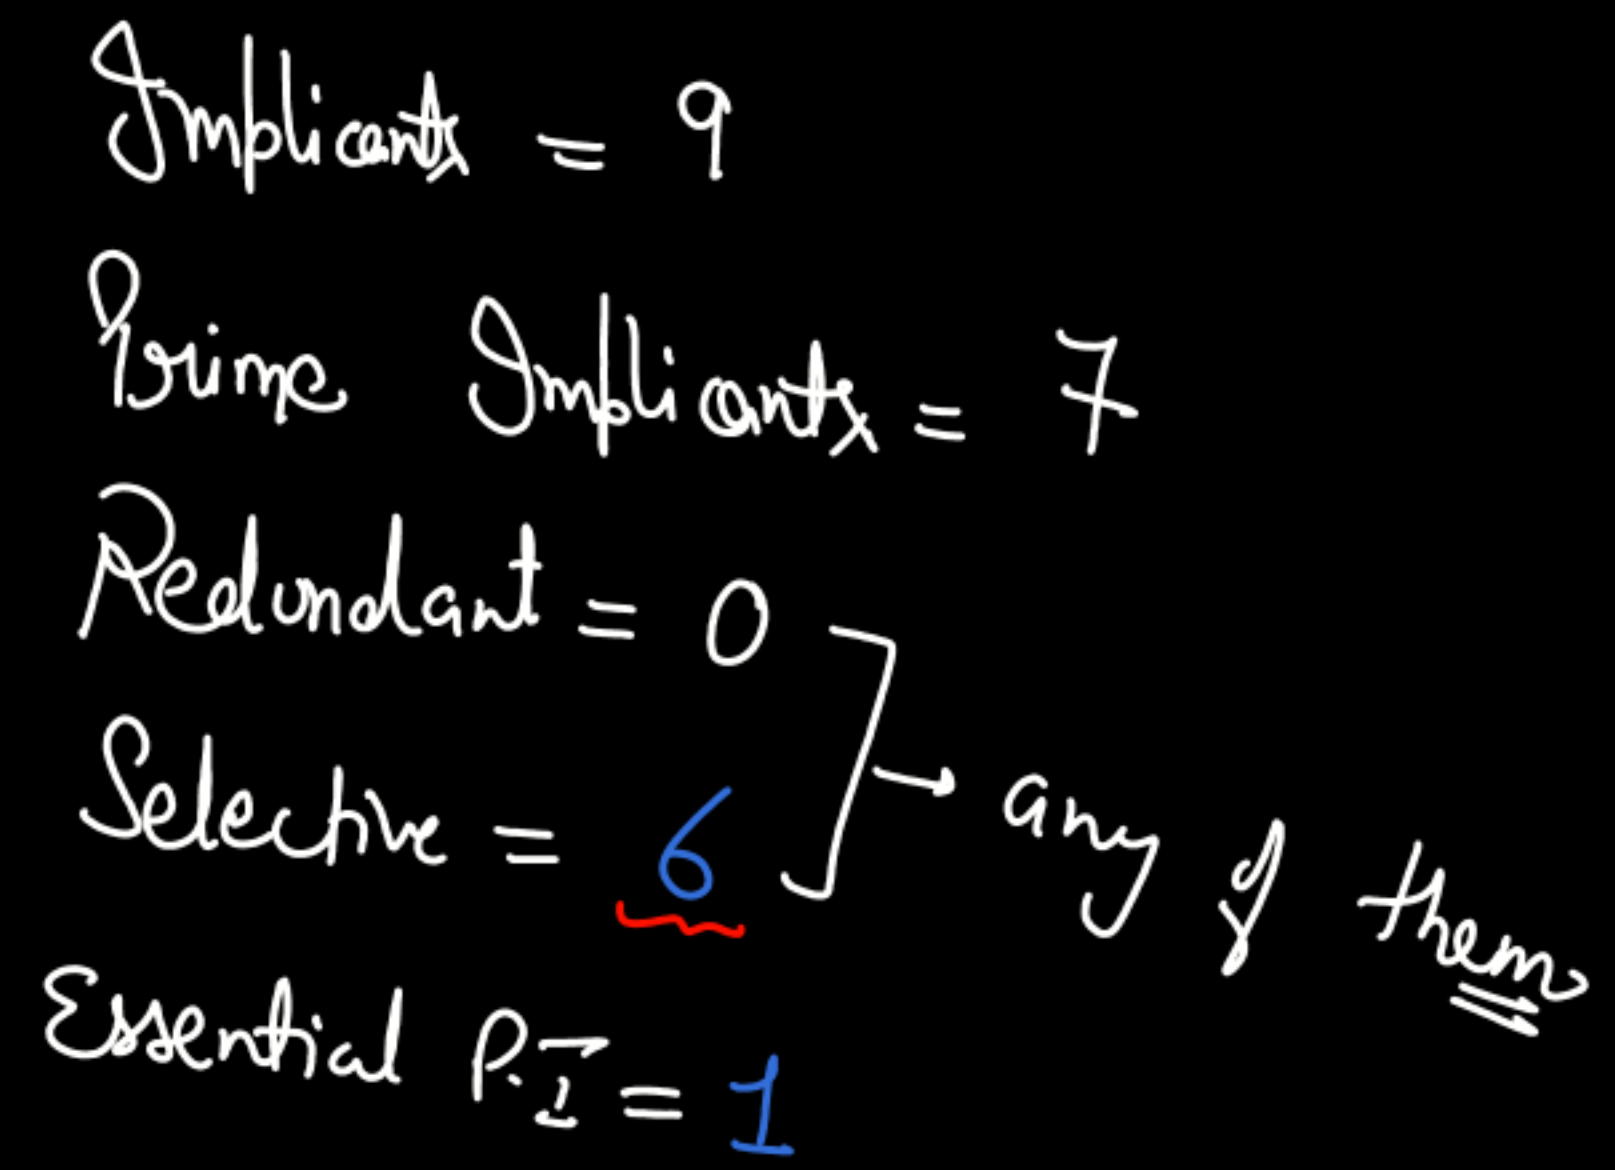 Implicants = 9
Prime Implicants = 7
Redundant = 0
Selective = 6
→ any of them
Essential P.I = 1